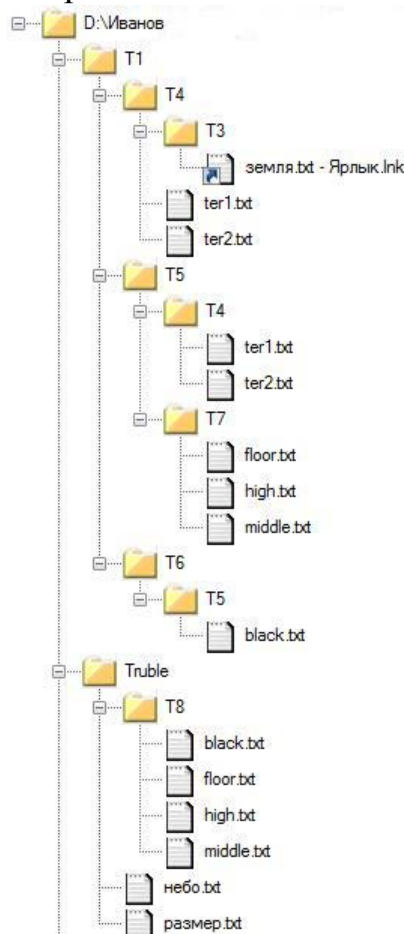 D:\Иванов
T1
T4
T3
земля.txt - Ярлык.lnk
ter1.txt
ter2.txt
T5
T4
ter1.txt
ter2.txt
T7
floor.txt
high.txt
middle.txt
T6
T5
black.txt
Truble
T8
black.txt
floor.txt
high.txt
middle.txt
небо.txt
размер.txt